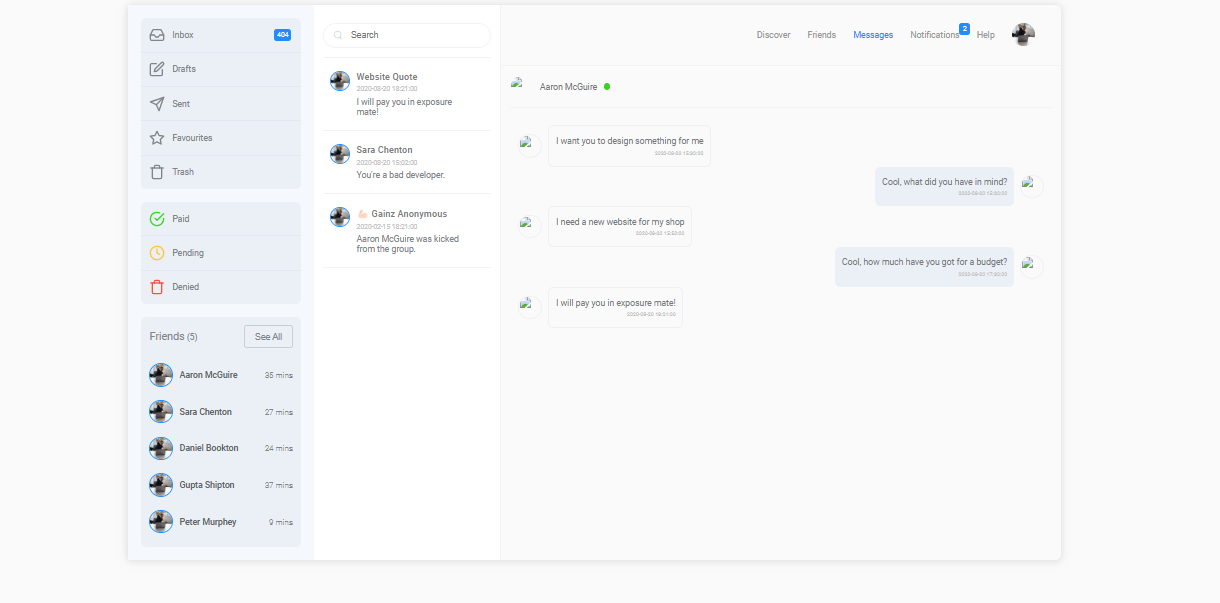 Inbox 404
Drafts
Sent
Favourites
Trash
Paid
Pending
Denied
Friends (5) See All
Aaron McGuire 35 mins
Sara Chenton 27 mins
Daniel Bookton 24 mins
Gupta Shipton 37 mins
Peter Murphey 9 mins
Search
Website Quote
2020-08-20 18:21:00
I will pay you in exposure
mate!
Sara Chenton
2020-08-20 15:02:00
You're a bad developer.
💪🏻 Gainz Anonymous
2020-02-15 18:21:00
Aaron McGuire was kicked
from the group.
Discover Friends Messages Notifications 2 Help
Aaron McGuire
I want you to design something for me
Cool, what did you have in mind?
I need a new website for my shop
Cool, how much have you got for a budget?
I will pay you in exposure mate!